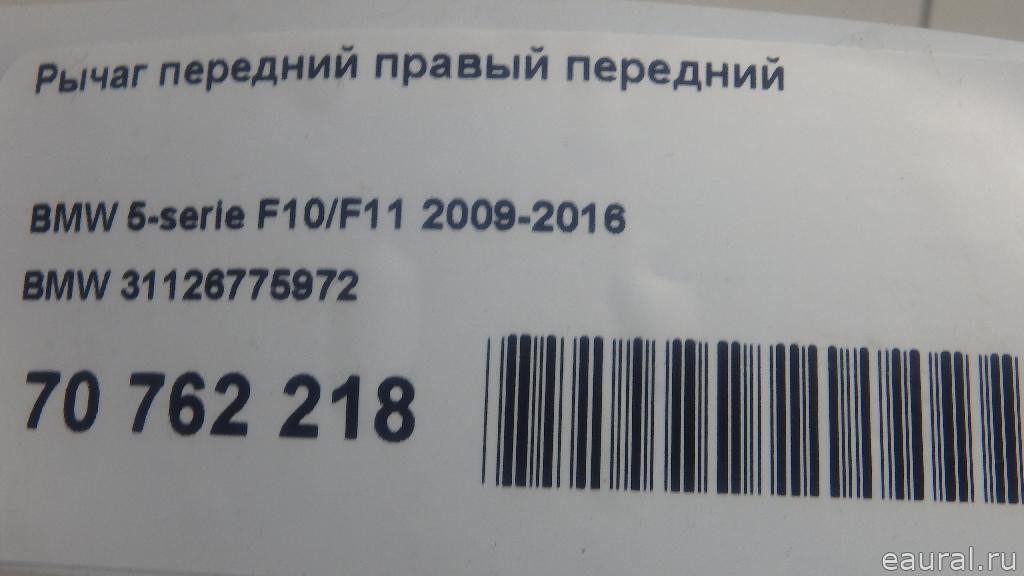 Рычаг передний правый передний
BMW 5-serie F10/F11 2009-2016
BMW 31126775972
70 762 218
eaural.ru